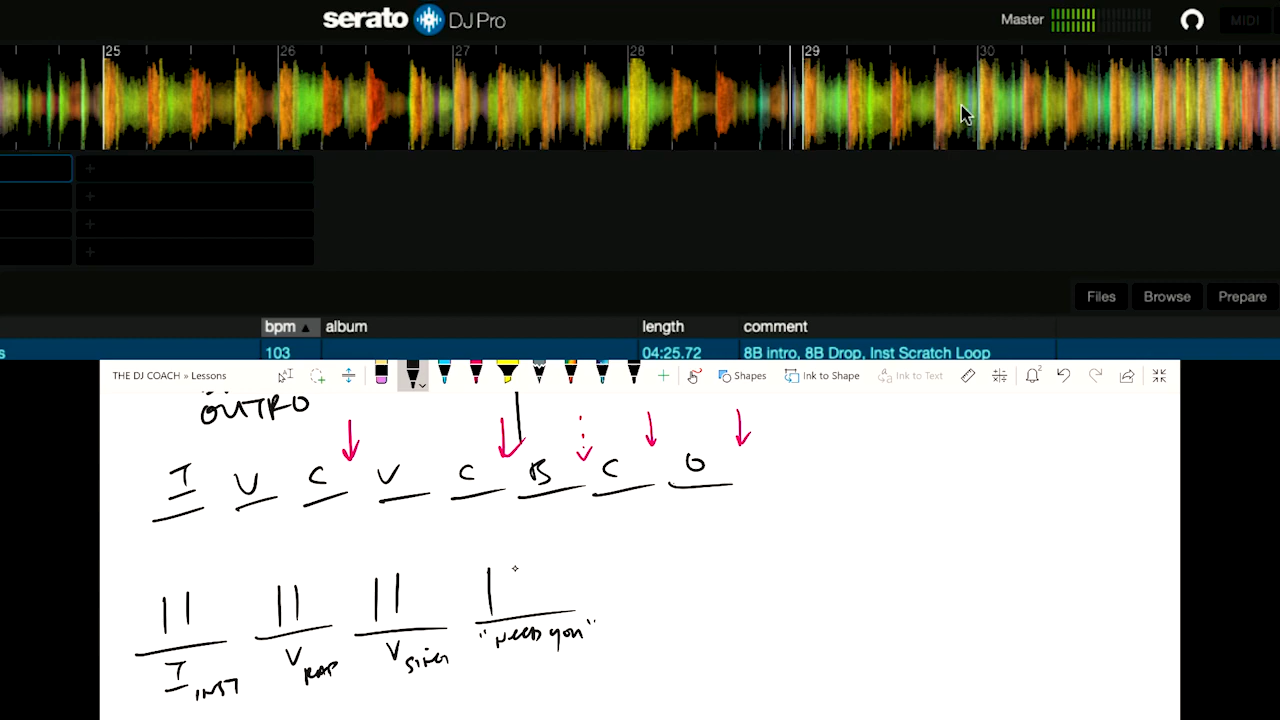 serato DJ Pro Master MIDI
25 26 27 28 29 30 31
+
+
+
+
Files Browse Prepare
bpm album length comment
s 103 04:25.72 8B intro, 8B Drop, Inst Scratch Loop
THE DJ COACH » Lessons Shapes Ink to Shape Ink to Text
OUTRO
I V C V C B C O
I INST V RAP V SING "NEED you"